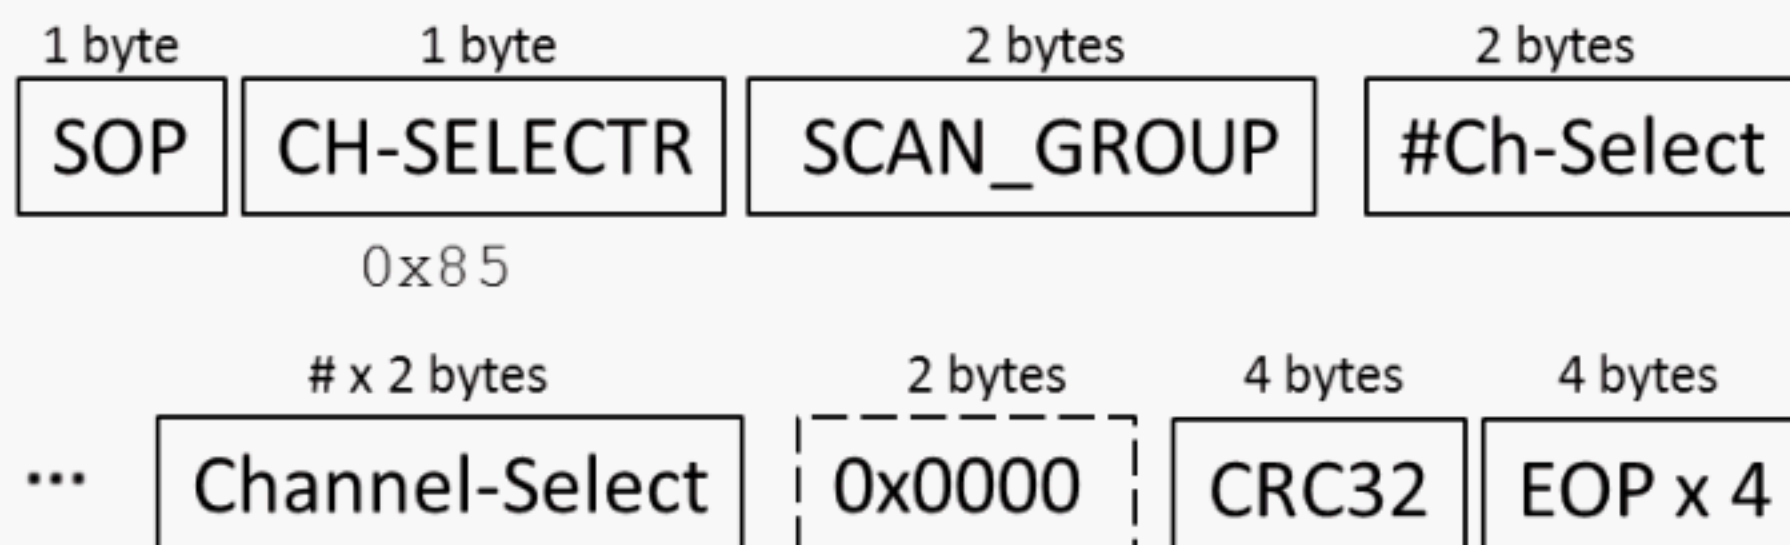 1 byte 1 byte 2 bytes 2 bytes
SOP CH-SELECTR SCAN_GROUP #Ch-Select
0x85
# x 2 bytes 2 bytes 4 bytes 4 bytes
... Channel-Select 0x0000 CRC32 EOP x 4